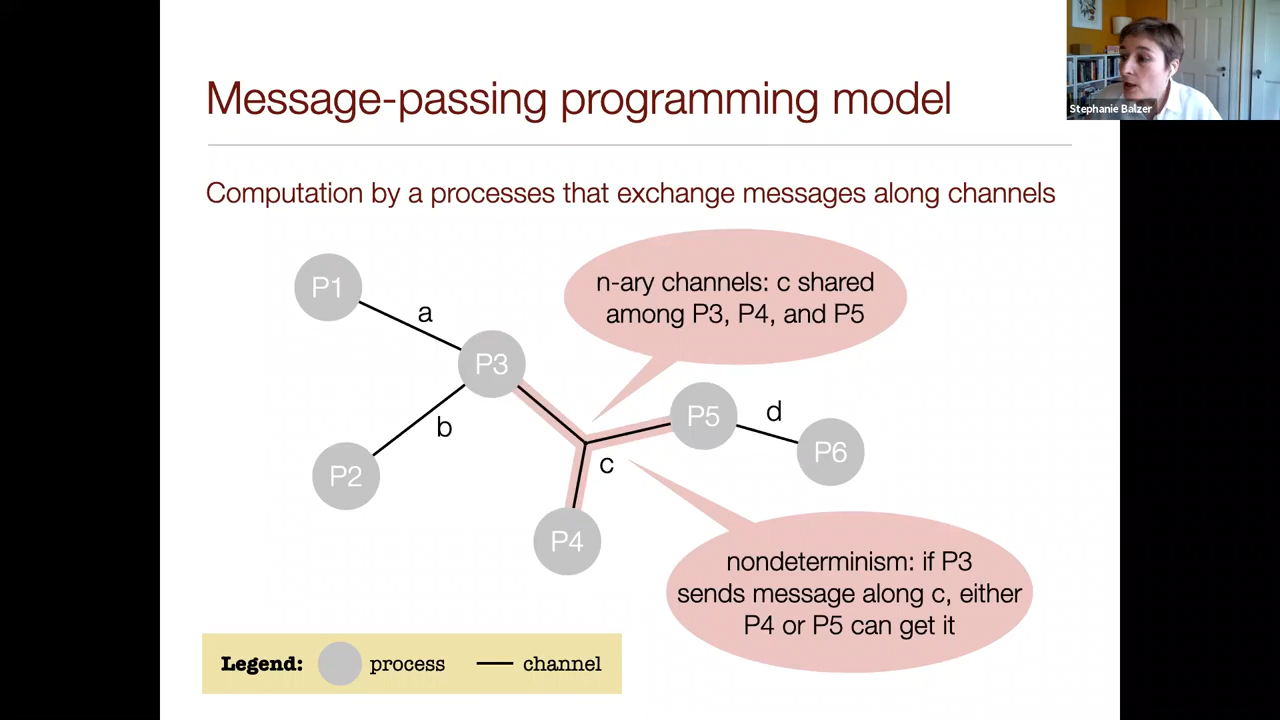 Message-passing programming model
Stephanie Balzer
Computation by a processes that exchange messages along channels
n-ary channels: c shared
among P3, P4, and P5
P1
a
P3
b
P2
c
P4
P5
d
P6
nondeterminism: if P3
sends message along c, either
P4 or P5 can get it
Legend: process channel